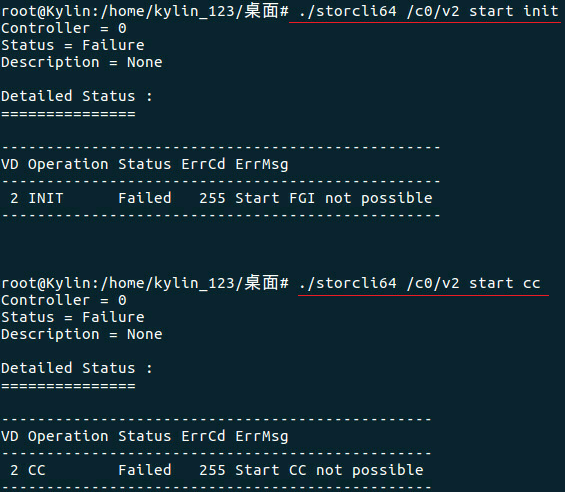 root@Kylin:/home/kylin_123/桌面# ./storcli64 /c0/v2 start init
Controller = 0
Status = Failure
Description = None
Detailed Status :
===============
-------------------------------------------------
VD Operation Status ErrCd ErrMsg
-------------------------------------------------
 2 INIT      Failed   255 Start FGI not possible
-------------------------------------------------
root@Kylin:/home/kylin_123/桌面# ./storcli64 /c0/v2 start cc
Controller = 0
Status = Failure
Description = None
Detailed Status :
===============
------------------------------------------------
VD Operation Status ErrCd ErrMsg
------------------------------------------------
 2 CC        Failed   255 Start CC not possible
------------------------------------------------